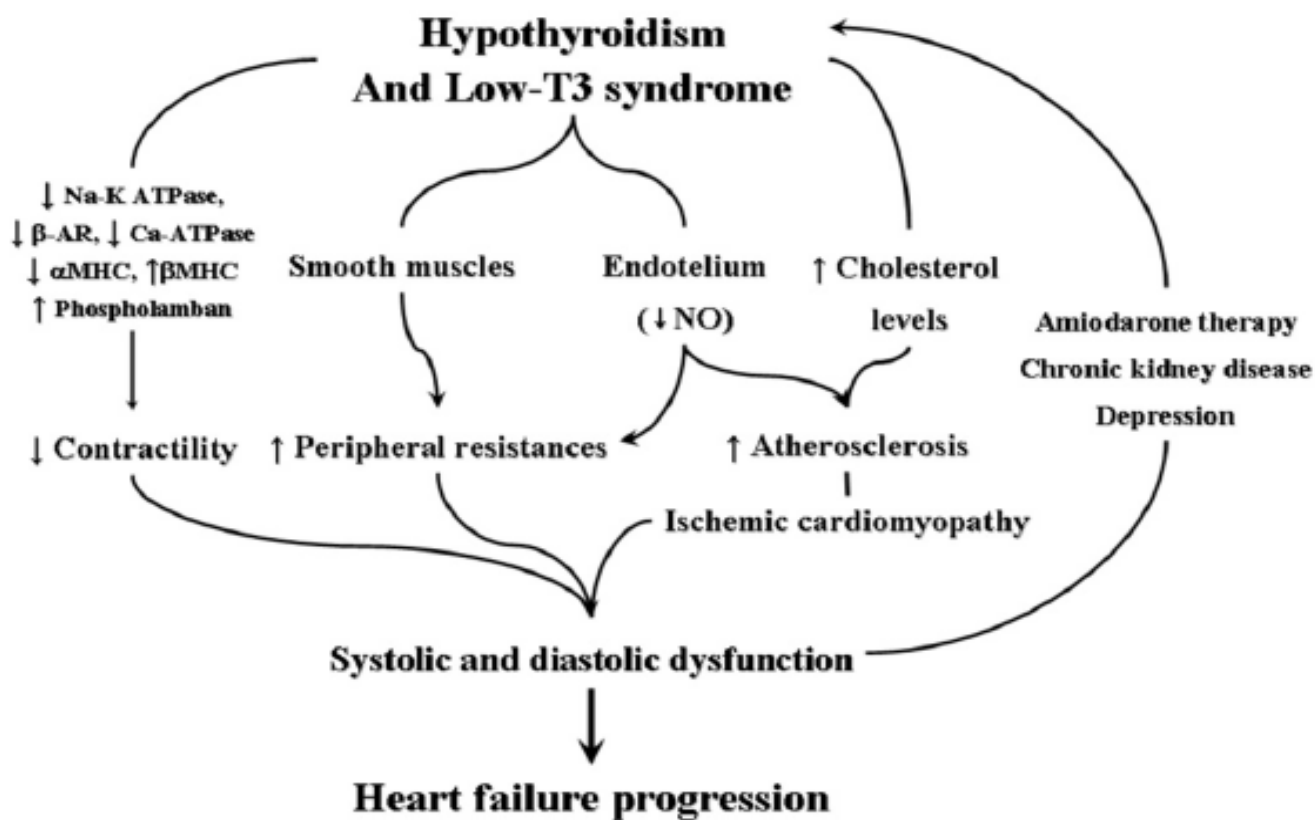 Hypothyroidism
And Low-T3 syndrome
↓ Na-K ATPase,
↓ β-AR, ↓ Ca-ATPase
↓ αMHC, ↑βMHC
↑ Phospholamban
Smooth muscles
Endotelium
(↓NO)
↑ Cholesterol
levels
Amiodarone therapy
Chronic kidney disease
Depression
↓ Contractility
↑ Peripheral resistances
↑ Atherosclerosis
Ischemic cardiomyopathy
Systolic and diastolic dysfunction
Heart failure progression